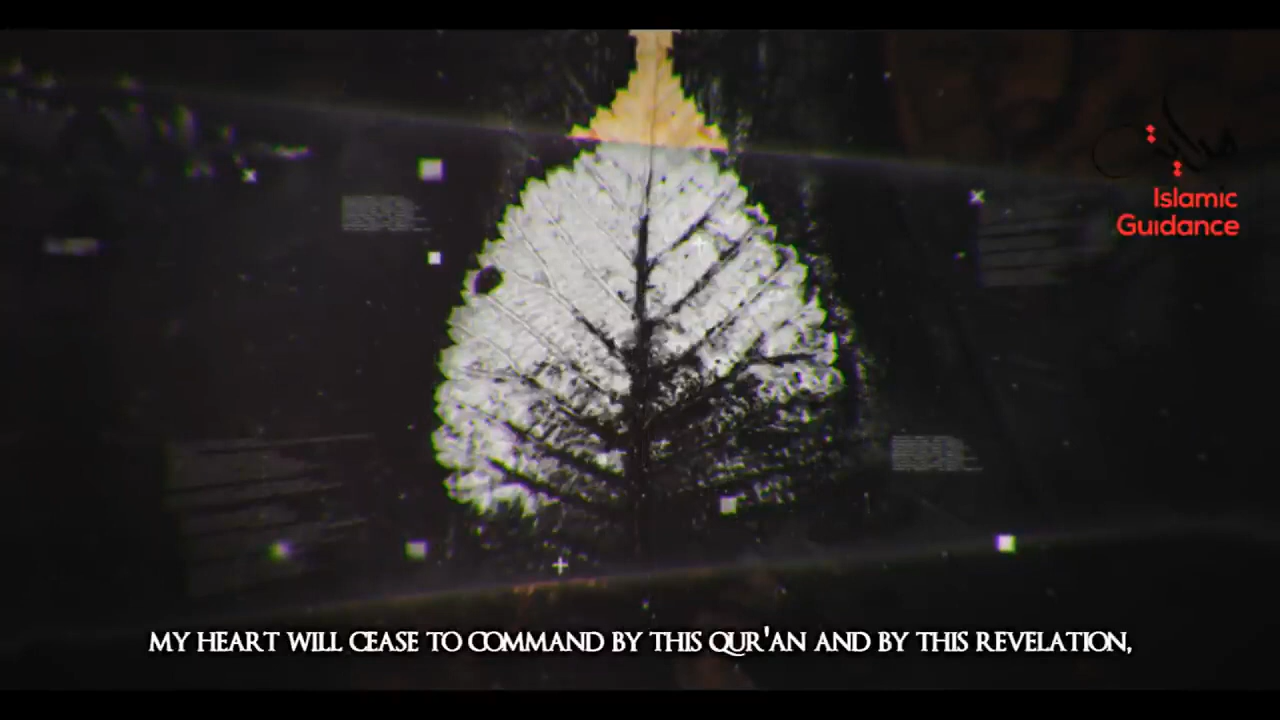 Islamic
Guidance
MY HEART WILL CEASE TO COMMAND BY THIS QUR'AN AND BY THIS REVELATION,